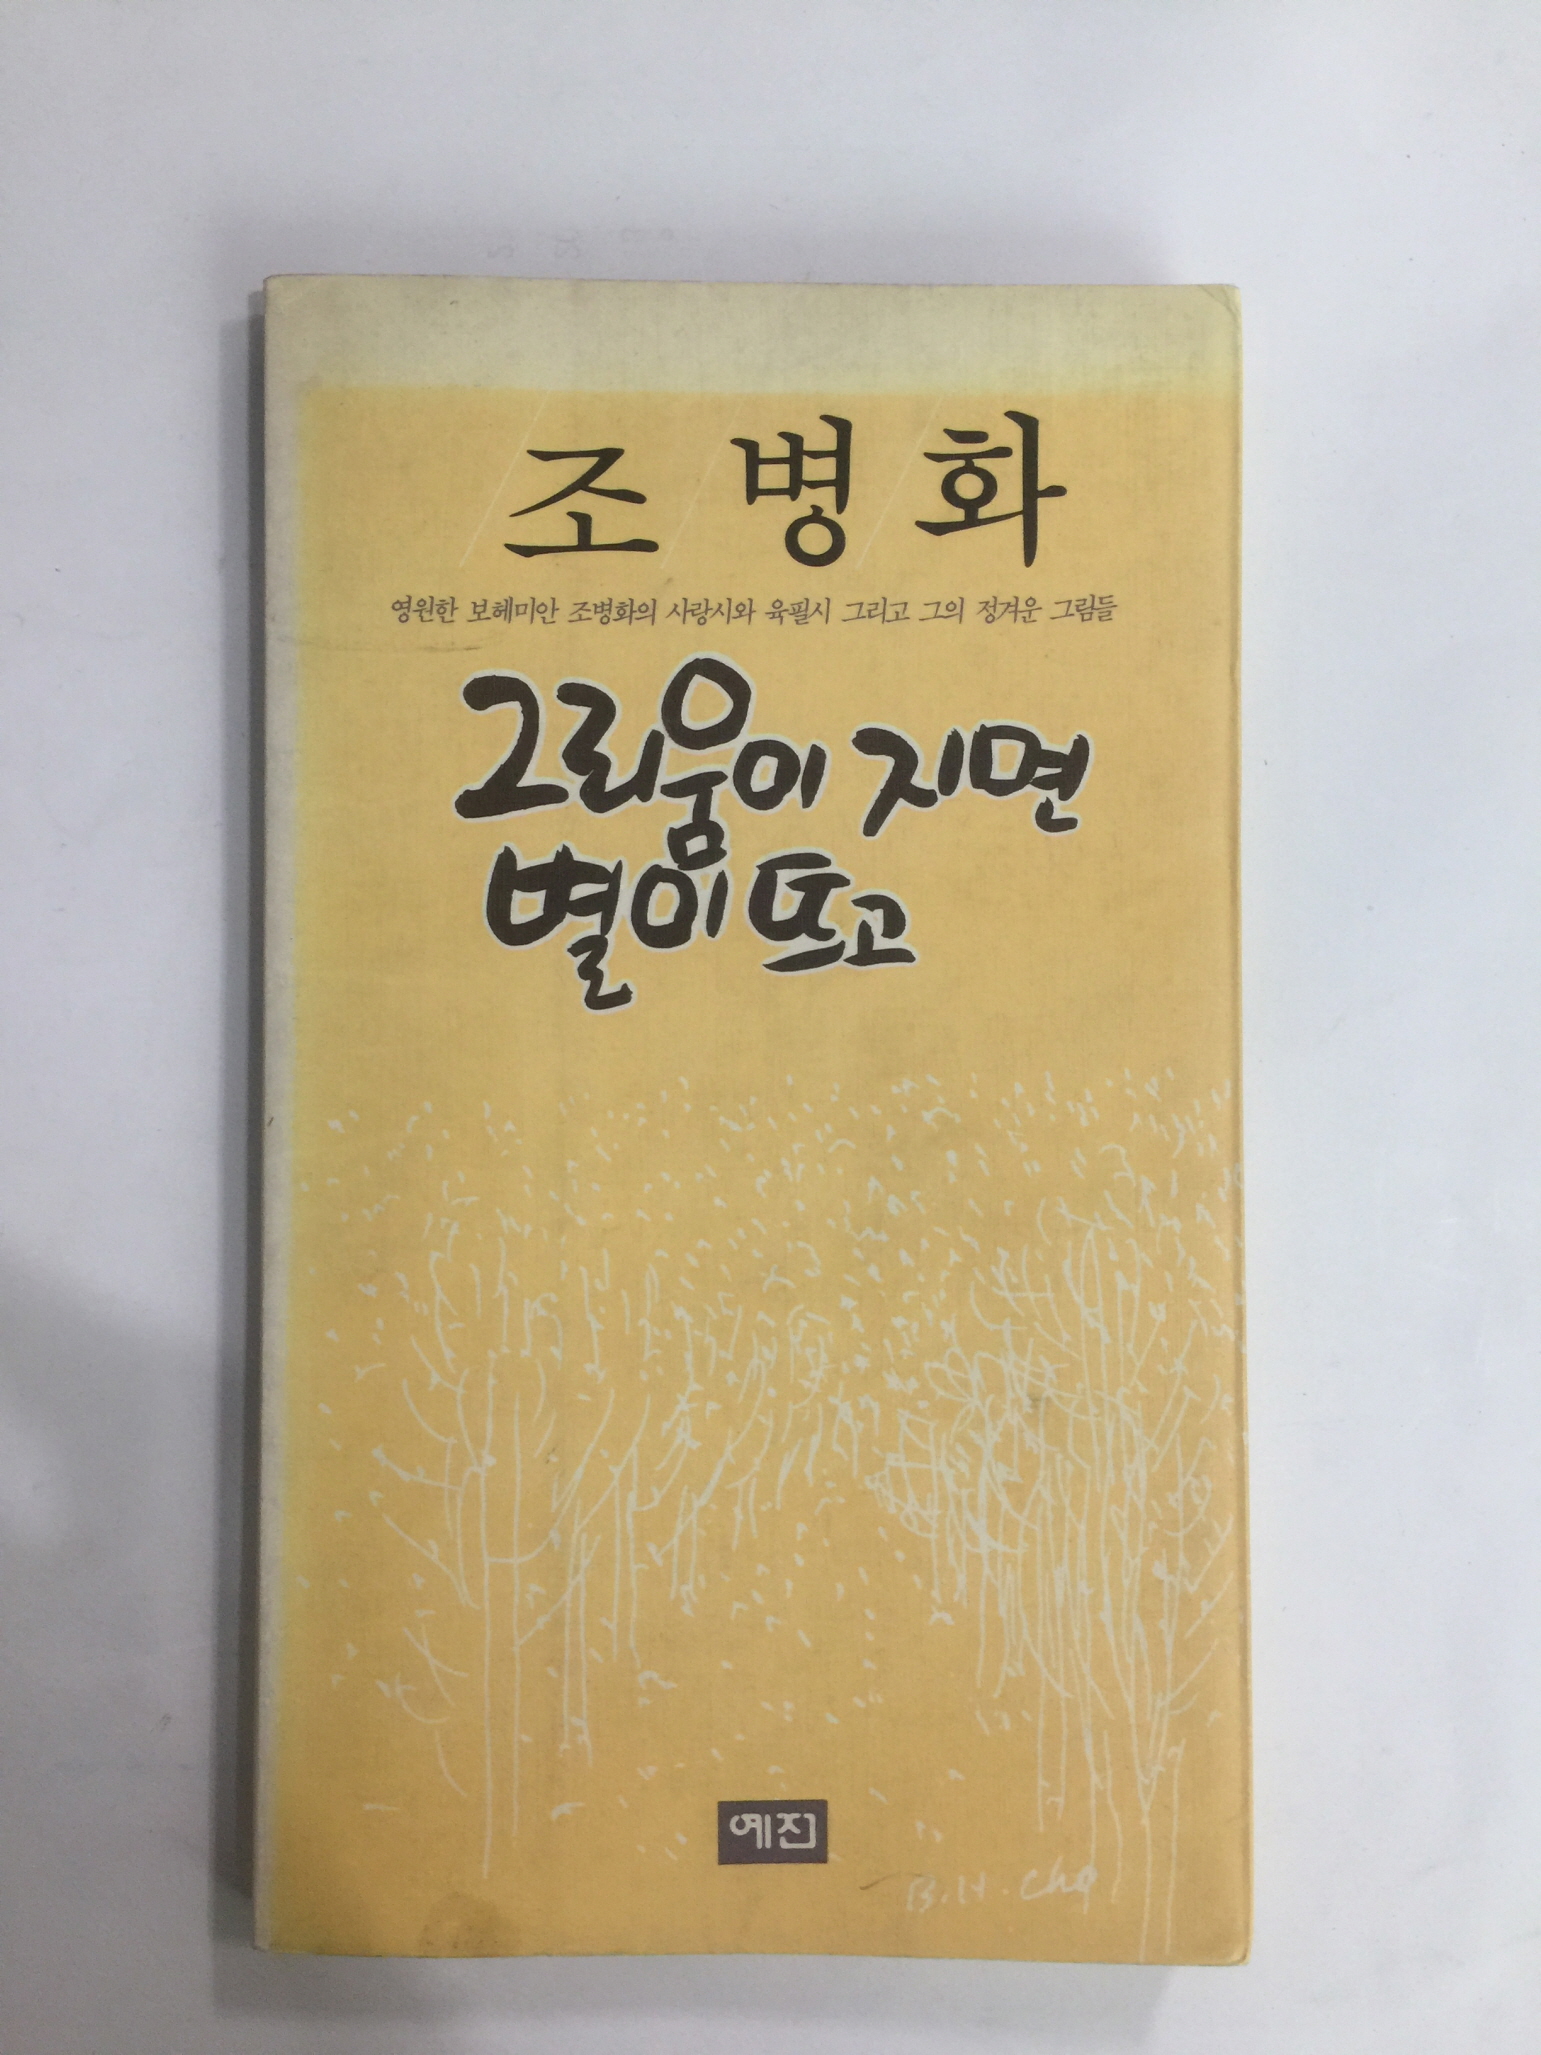 조 병 화
영원한 보헤미안 조병화의 사랑시와 육필시 그리고 그의 정겨운 그림들
그리움이 지면
별이 뜨고
예진
B.H.Cho